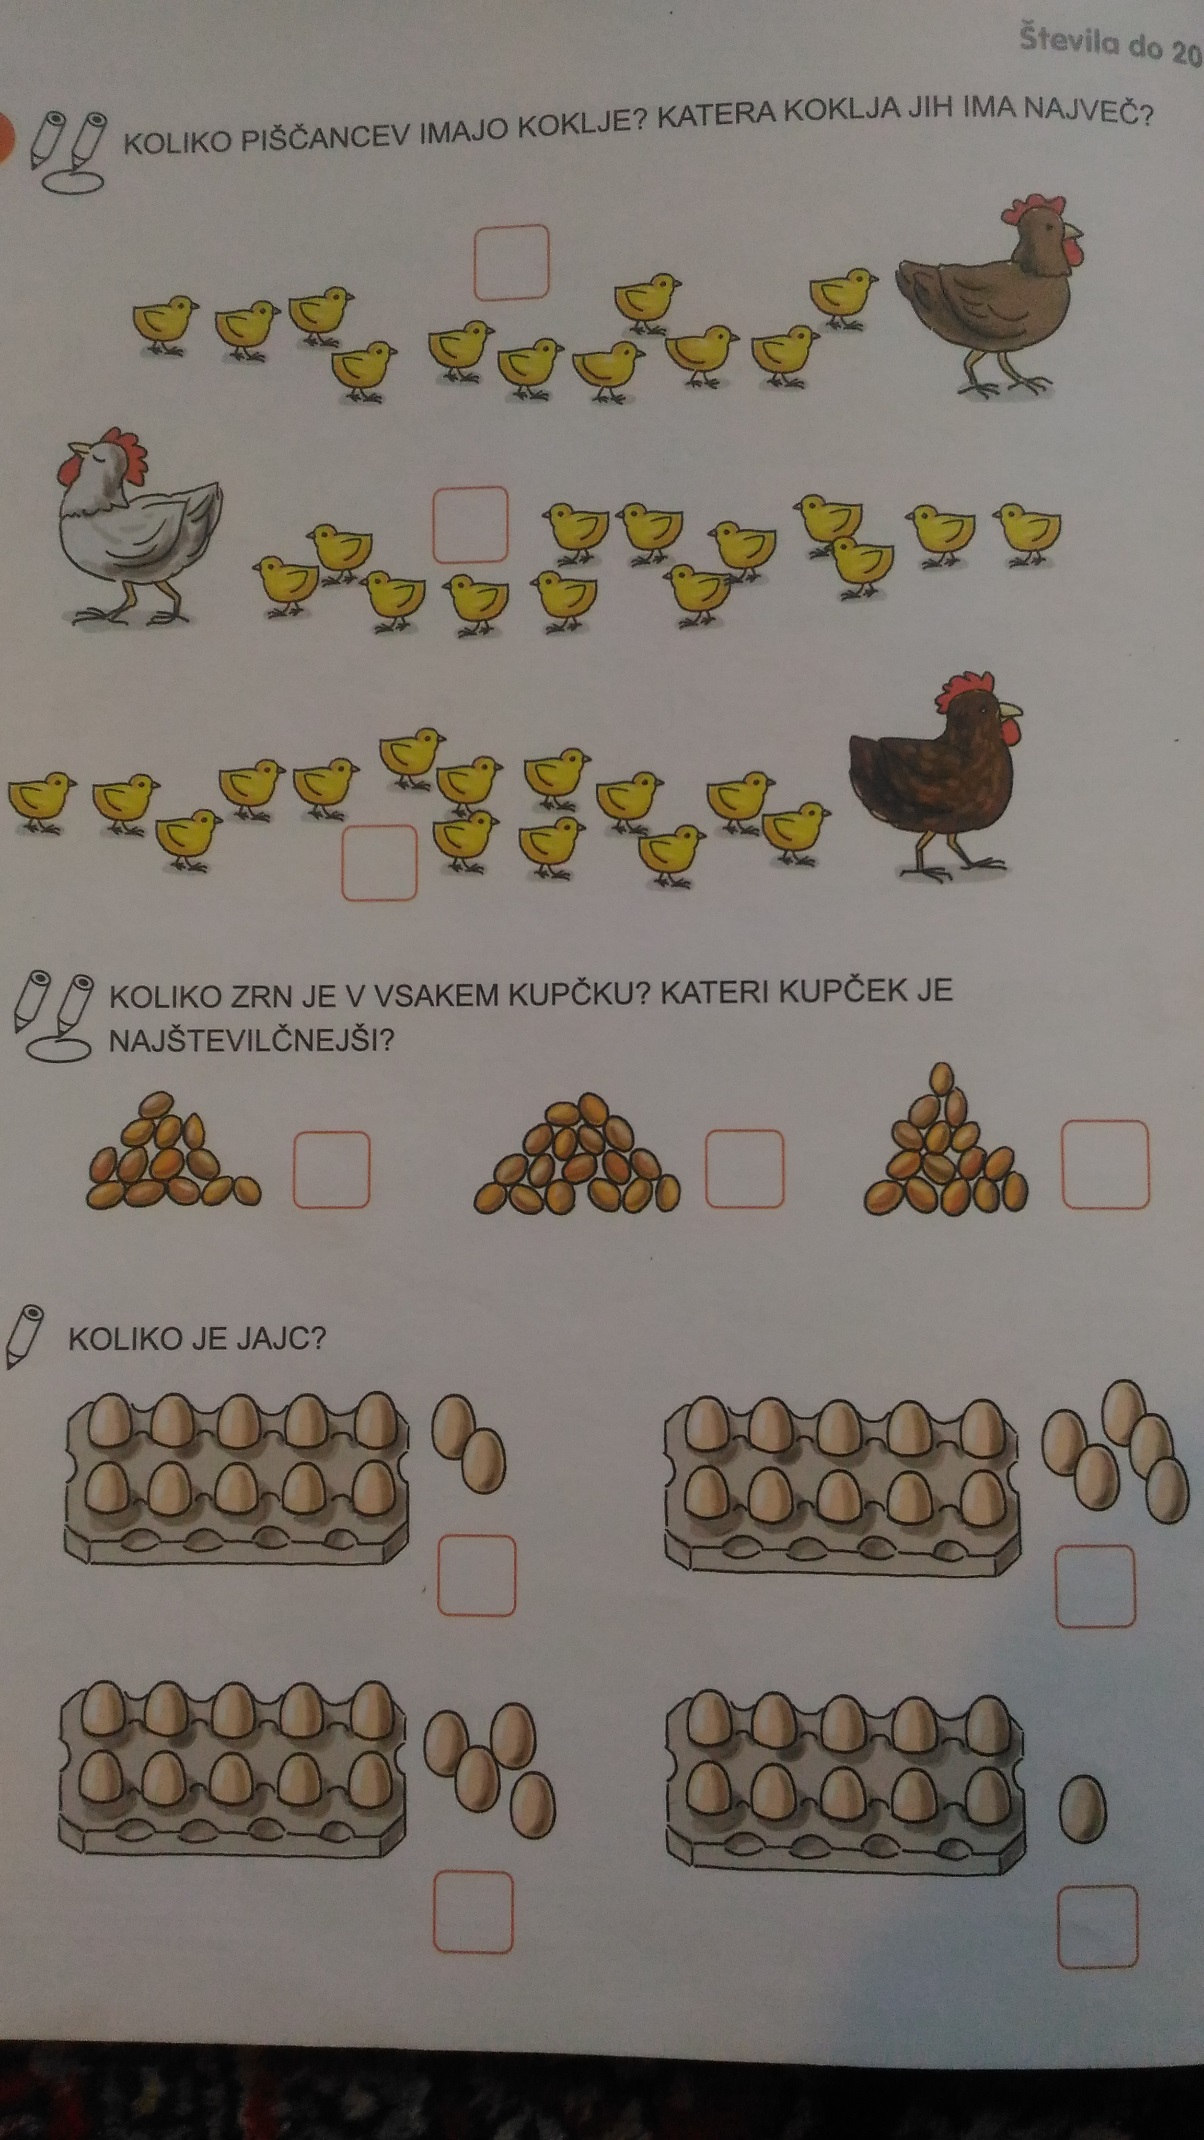 Števila do 20
KOLIKO PIŠČANCEV IMAJO KOKLJE? KATERA KOKLJA JIH IMA NAJVEČ?
KOLIKO ZRN JE V VSAKEM KUPČKU? KATERI KUPČEK JE
NAJŠTEVILČNEJŠI?
KOLIKO JE JAJC?